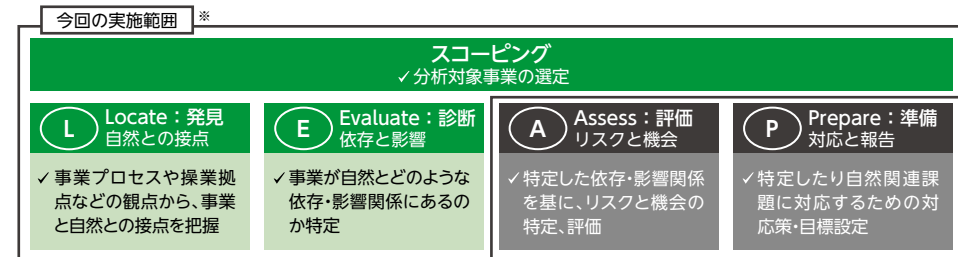 今回の実施範囲 ※
スコーピング
✓分析対象事業の選定
L
Locate：発見
自然との接点
✓事業プロセスや操業拠
点などの観点から、事業
と自然との接点を把握
E
Evaluate：診断
依存と影響
✓事業が自然とどのような
依存・影響関係にあるの
か特定
A
Assess：評価
リスクと機会
✓特定した依存・影響関係
を基に、リスクと機会の
特定、評価
P
Prepare：準備
対応と報告
✓特定したり自然関連課
題に対応するための対
応策・目標設定